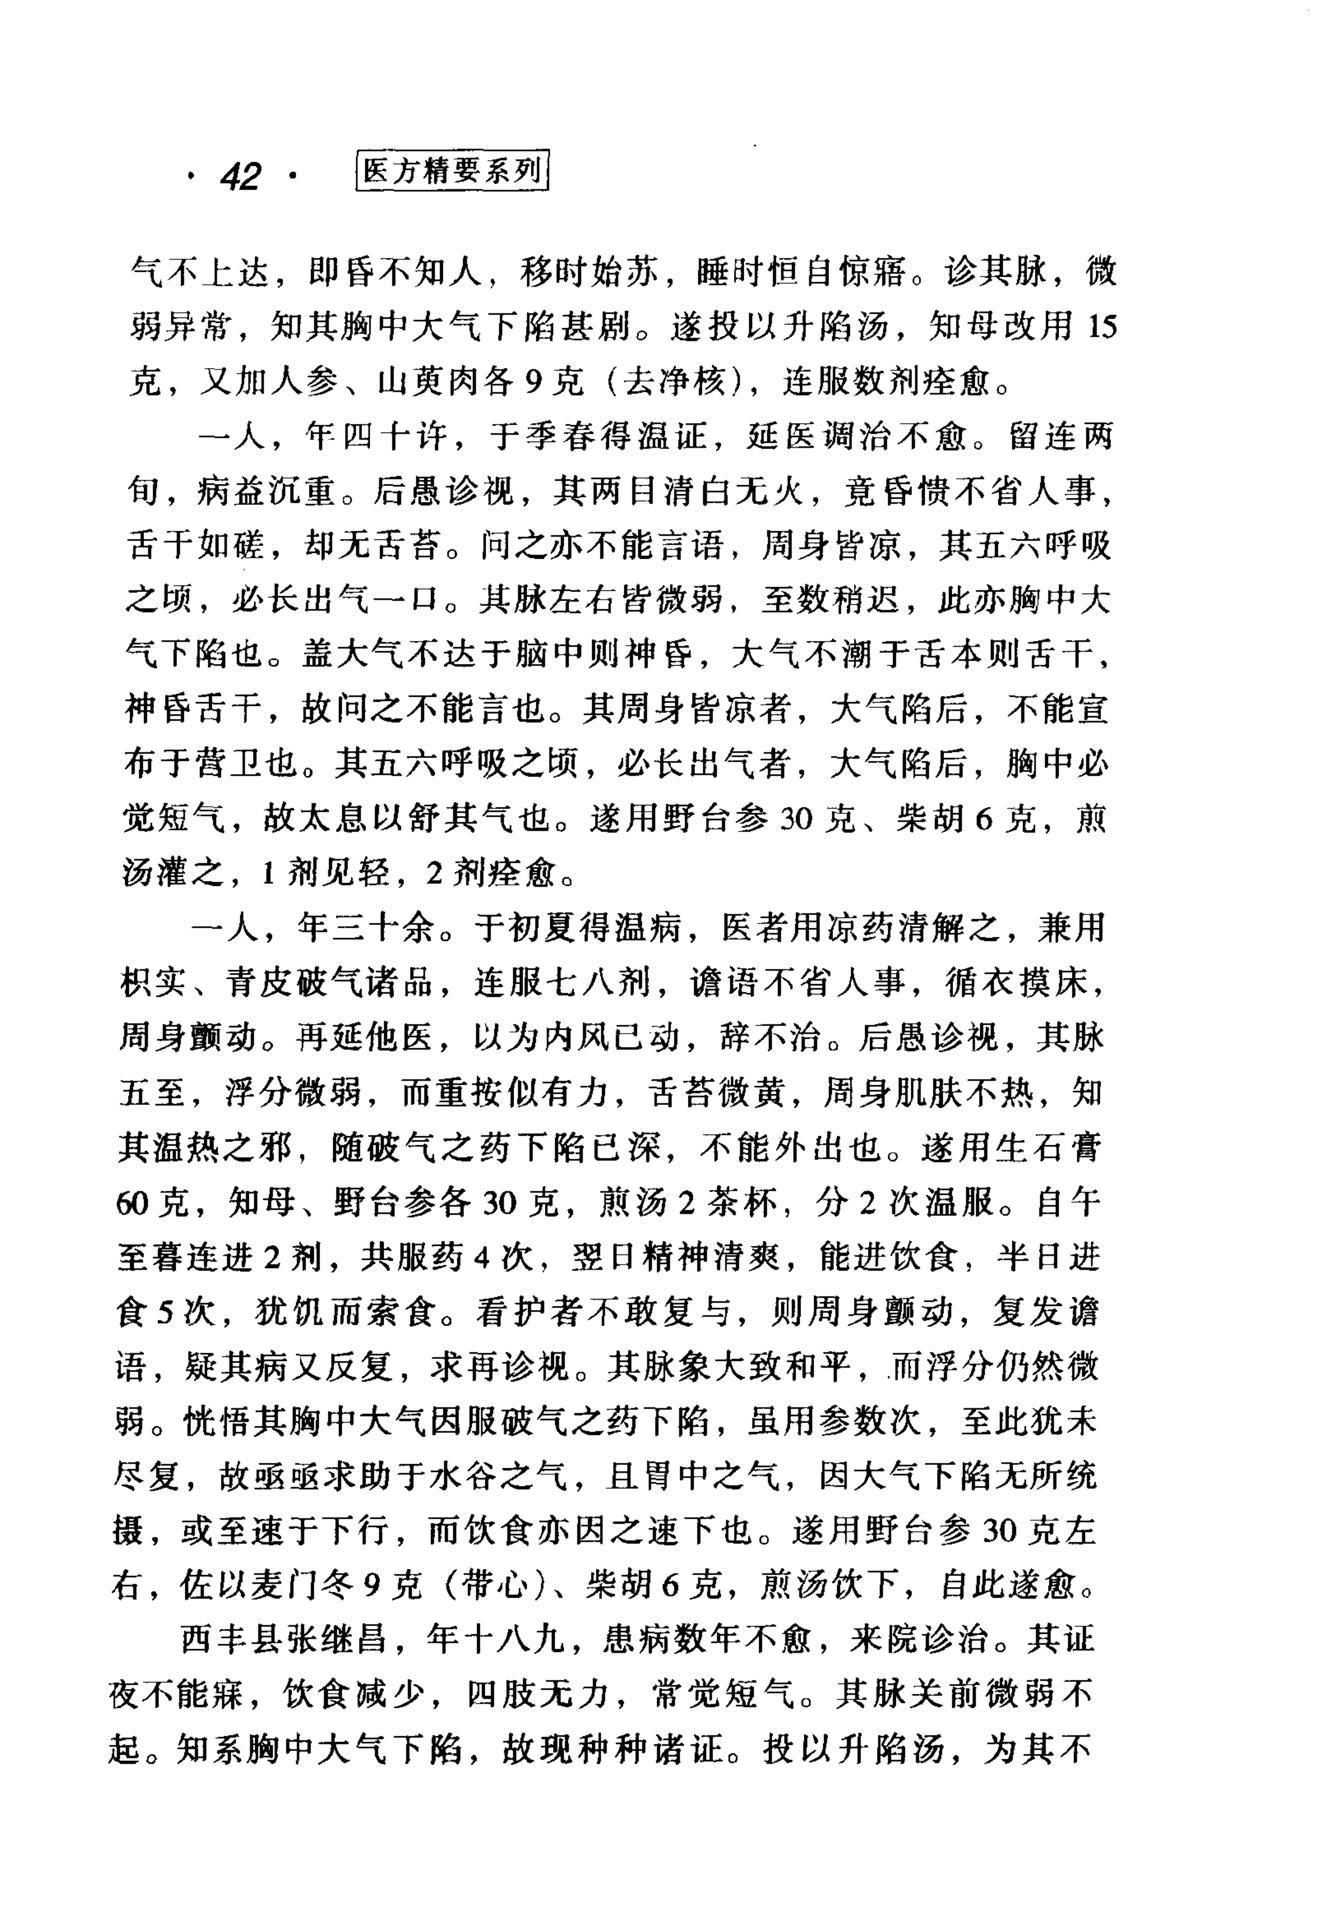 · 42 · 医方精要系列
气不上达，即昏不知人，移时始苏，睡时恒自惊寤。诊其脉，微
弱异常，知其胸中大气下陷甚剧。遂投以升陷汤，知母改用 15
克，又加人参、山萸肉各 9 克（去净核），连服数剂痊愈。
一人，年四十许，于季春得温证，延医调治不愈。留连两
旬，病益沉重。后愚诊视，其两目清白无火，竟昏愦不省人事，
舌干如磋，却无舌苔。问之亦不能言语，周身皆凉，其五六呼吸
之顷，必长出气一口。其脉左右皆微弱，至数稍迟，此亦胸中大
气下陷也。盖大气不达于脑中则神昏，大气不潮于舌本则舌干，
神昏舌干，故问之不能言也。其周身皆凉者，大气陷后，不能宣
布于营卫也。其五六呼吸之顷，必长出气者，大气陷后，胸中必
觉短气，故太息以舒其气也。遂用野台参 30 克、柴胡 6 克，煎
汤灌之，1 剂见轻，2 剂痊愈。
一人，年三十余。于初夏得温病，医者用凉药清解之，兼用
枳实、青皮破气诸品，连服七八剂，谵语不省人事，循衣摸床，
周身颤动。再延他医，以为内风已动，辞不治。后愚诊视，其脉
五至，浮分微弱，而重按似有力，舌苔微黄，周身肌肤不热，知
其温热之邪，随破气之药下陷已深，不能外出也。遂用生石膏
60 克，知母、野台参各 30 克，煎汤 2 茶杯，分 2 次温服。自午
至暮连进 2 剂，共服药 4 次，翌日精神清爽，能进饮食，半日进
食 5 次，犹饥而索食。看护者不敢复与，则周身颤动，复发谵
语，疑其病又反复，求再诊视。其脉象大致和平，而浮分仍然微
弱。恍悟其胸中大气因服破气之药下陷，虽用参数次，至此犹未
尽复，故亟亟求助于水谷之气，且胃中之气，因大气下陷无所统
摄，或至速于下行，而饮食亦因之速下也。遂用野台参 30 克左
右，佐以麦门冬 9 克（带心）、柴胡 6 克，煎汤饮下，自此遂愈。
西丰县张继昌，年十八九，患病数年不愈，来院诊治。其证
夜不能寐，饮食减少，四肢无力，常觉短气。其脉关前微弱不
起。知系胸中大气下陷，故现种种诸证。投以升陷汤，为其不